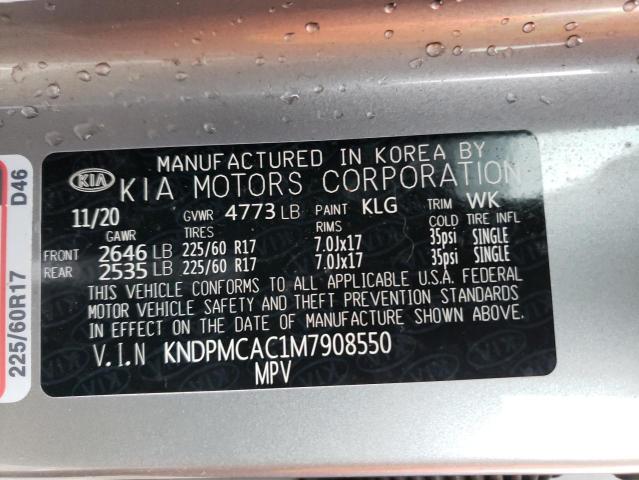 MANUFACTURED IN KOREA BY
KIA KIA MOTORS CORPORATION
11/20 GVWR 4773 LB PAINT KLG TRIM WK
GAWR TIRES RIMS COLD TIRE INFL
FRONT 2646 LB 225/60 R17 7.0Jx17 35psi SINGLE
REAR 2535 LB 225/60 R17 7.0Jx17 35psi SINGLE
THIS VEHICLE CONFORMS TO ALL APPLICABLE U.S.A. FEDERAL
MOTOR VEHICLE SAFETY AND THEFT PREVENTION STANDARDS
IN EFFECT ON THE DATE OF MANUFACTURE SHOWN ABOVE.
V.I.N KNDPMCAC1M7908550
MPV
225/60R17 D46